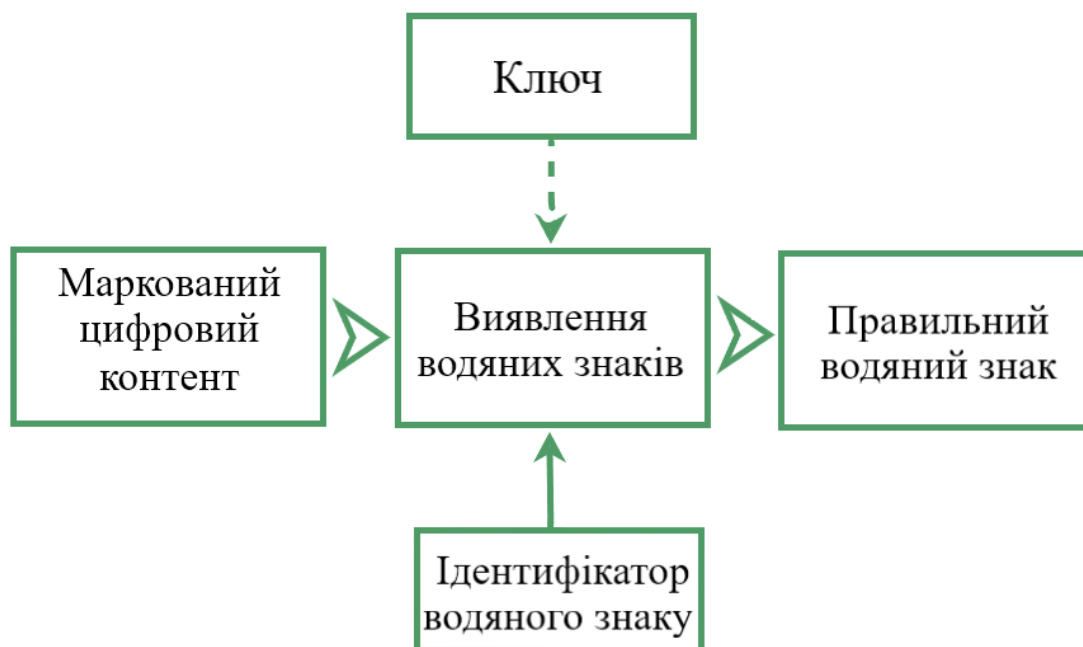 Ключ
Маркований
цифровий
контент
Виявлення
водяних знаків
Правильний
водяний знак
Ідентифікатор
водяного знаку